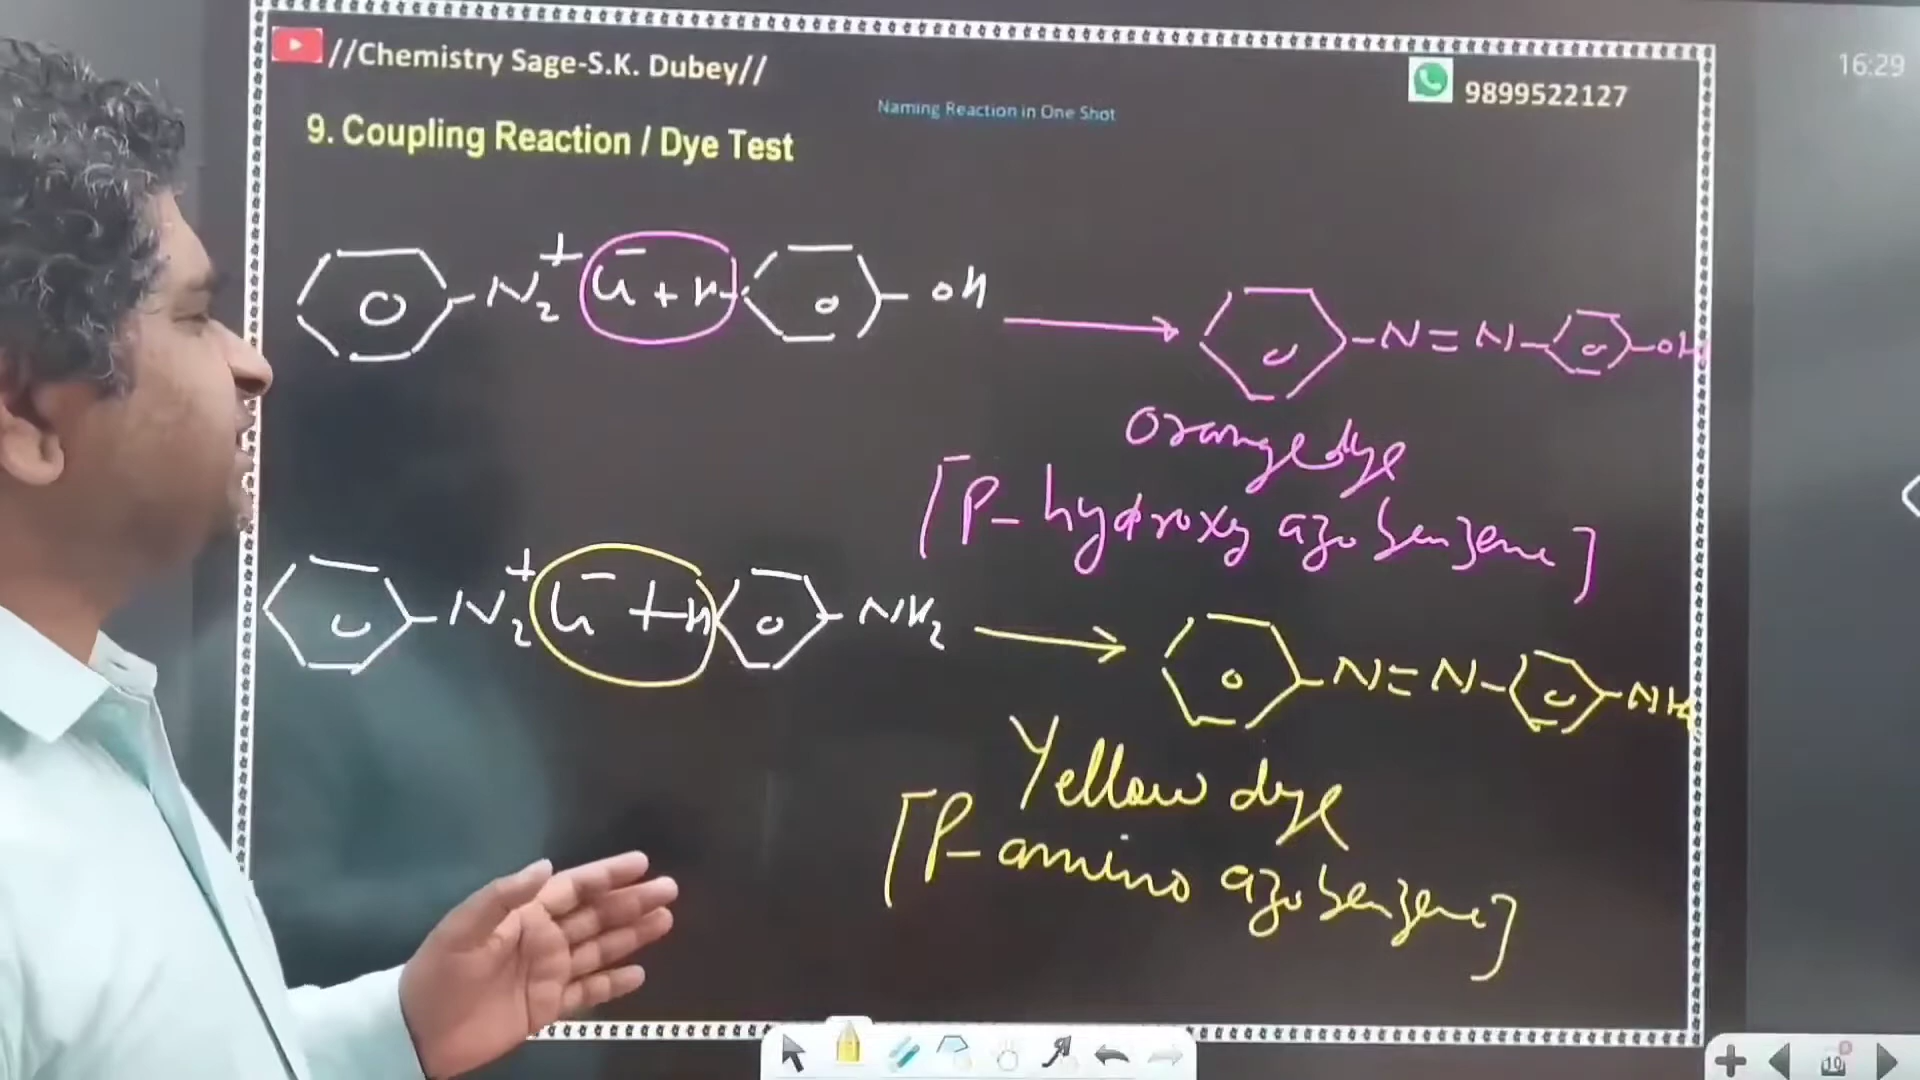 //Chemistry Sage-S.K. Dubey//
16:29
9899522127
Naming Reaction in One Shot
9. Coupling Reaction / Dye Test
N₂⁺ Cl⁻ + H OH
N=N OH
Orange dye
[P-hydroxy azo benzene]
N₂⁺ Cl⁻ + H NH₂
N=N NH₂
Yellow dye
[P-amino azo benzene]
10